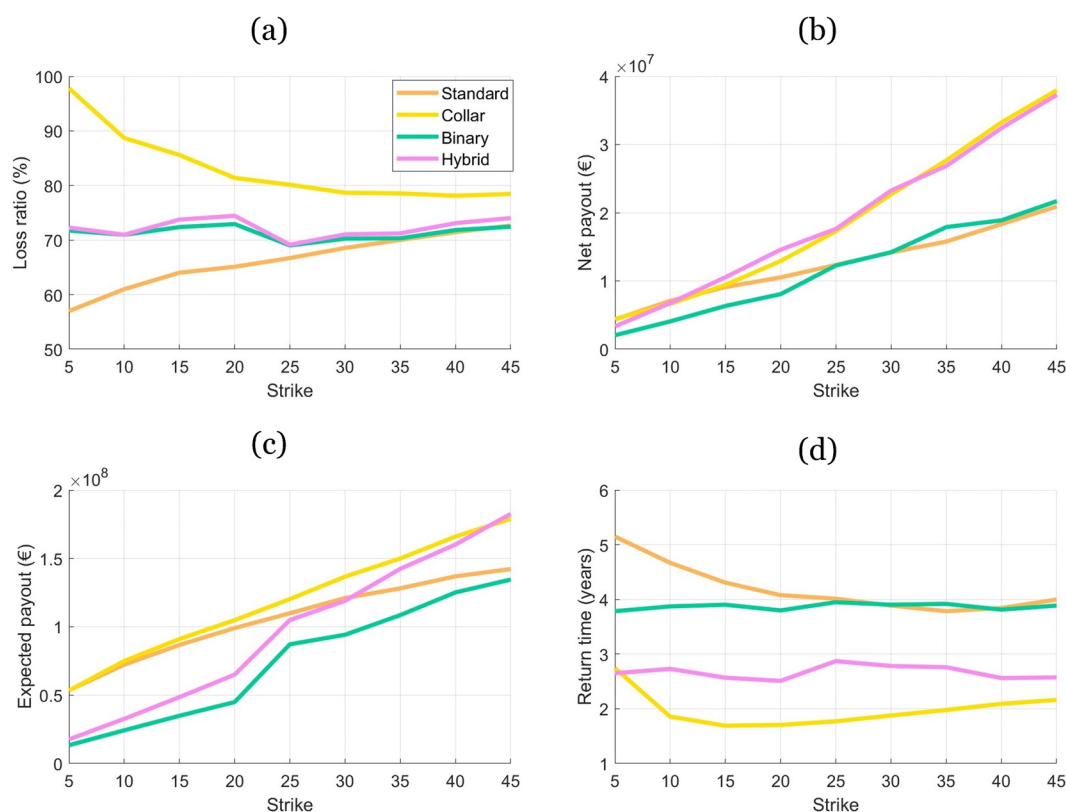 (a)
100
90
80
70
60
50
Loss ratio (%)
5 10 15 20 25 30 35 40 45
Strike
Standard
Collar
Binary
Hybrid
(b)
×10⁷
4
3
2
1
0
Net payout (€)
5 10 15 20 25 30 35 40 45
Strike
(c)
×10⁸
2
1.5
1
0.5
0
Expected payout (€)
5 10 15 20 25 30 35 40 45
Strike
(d)
6
5
4
3
2
1
Return time (years)
5 10 15 20 25 30 35 40 45
Strike